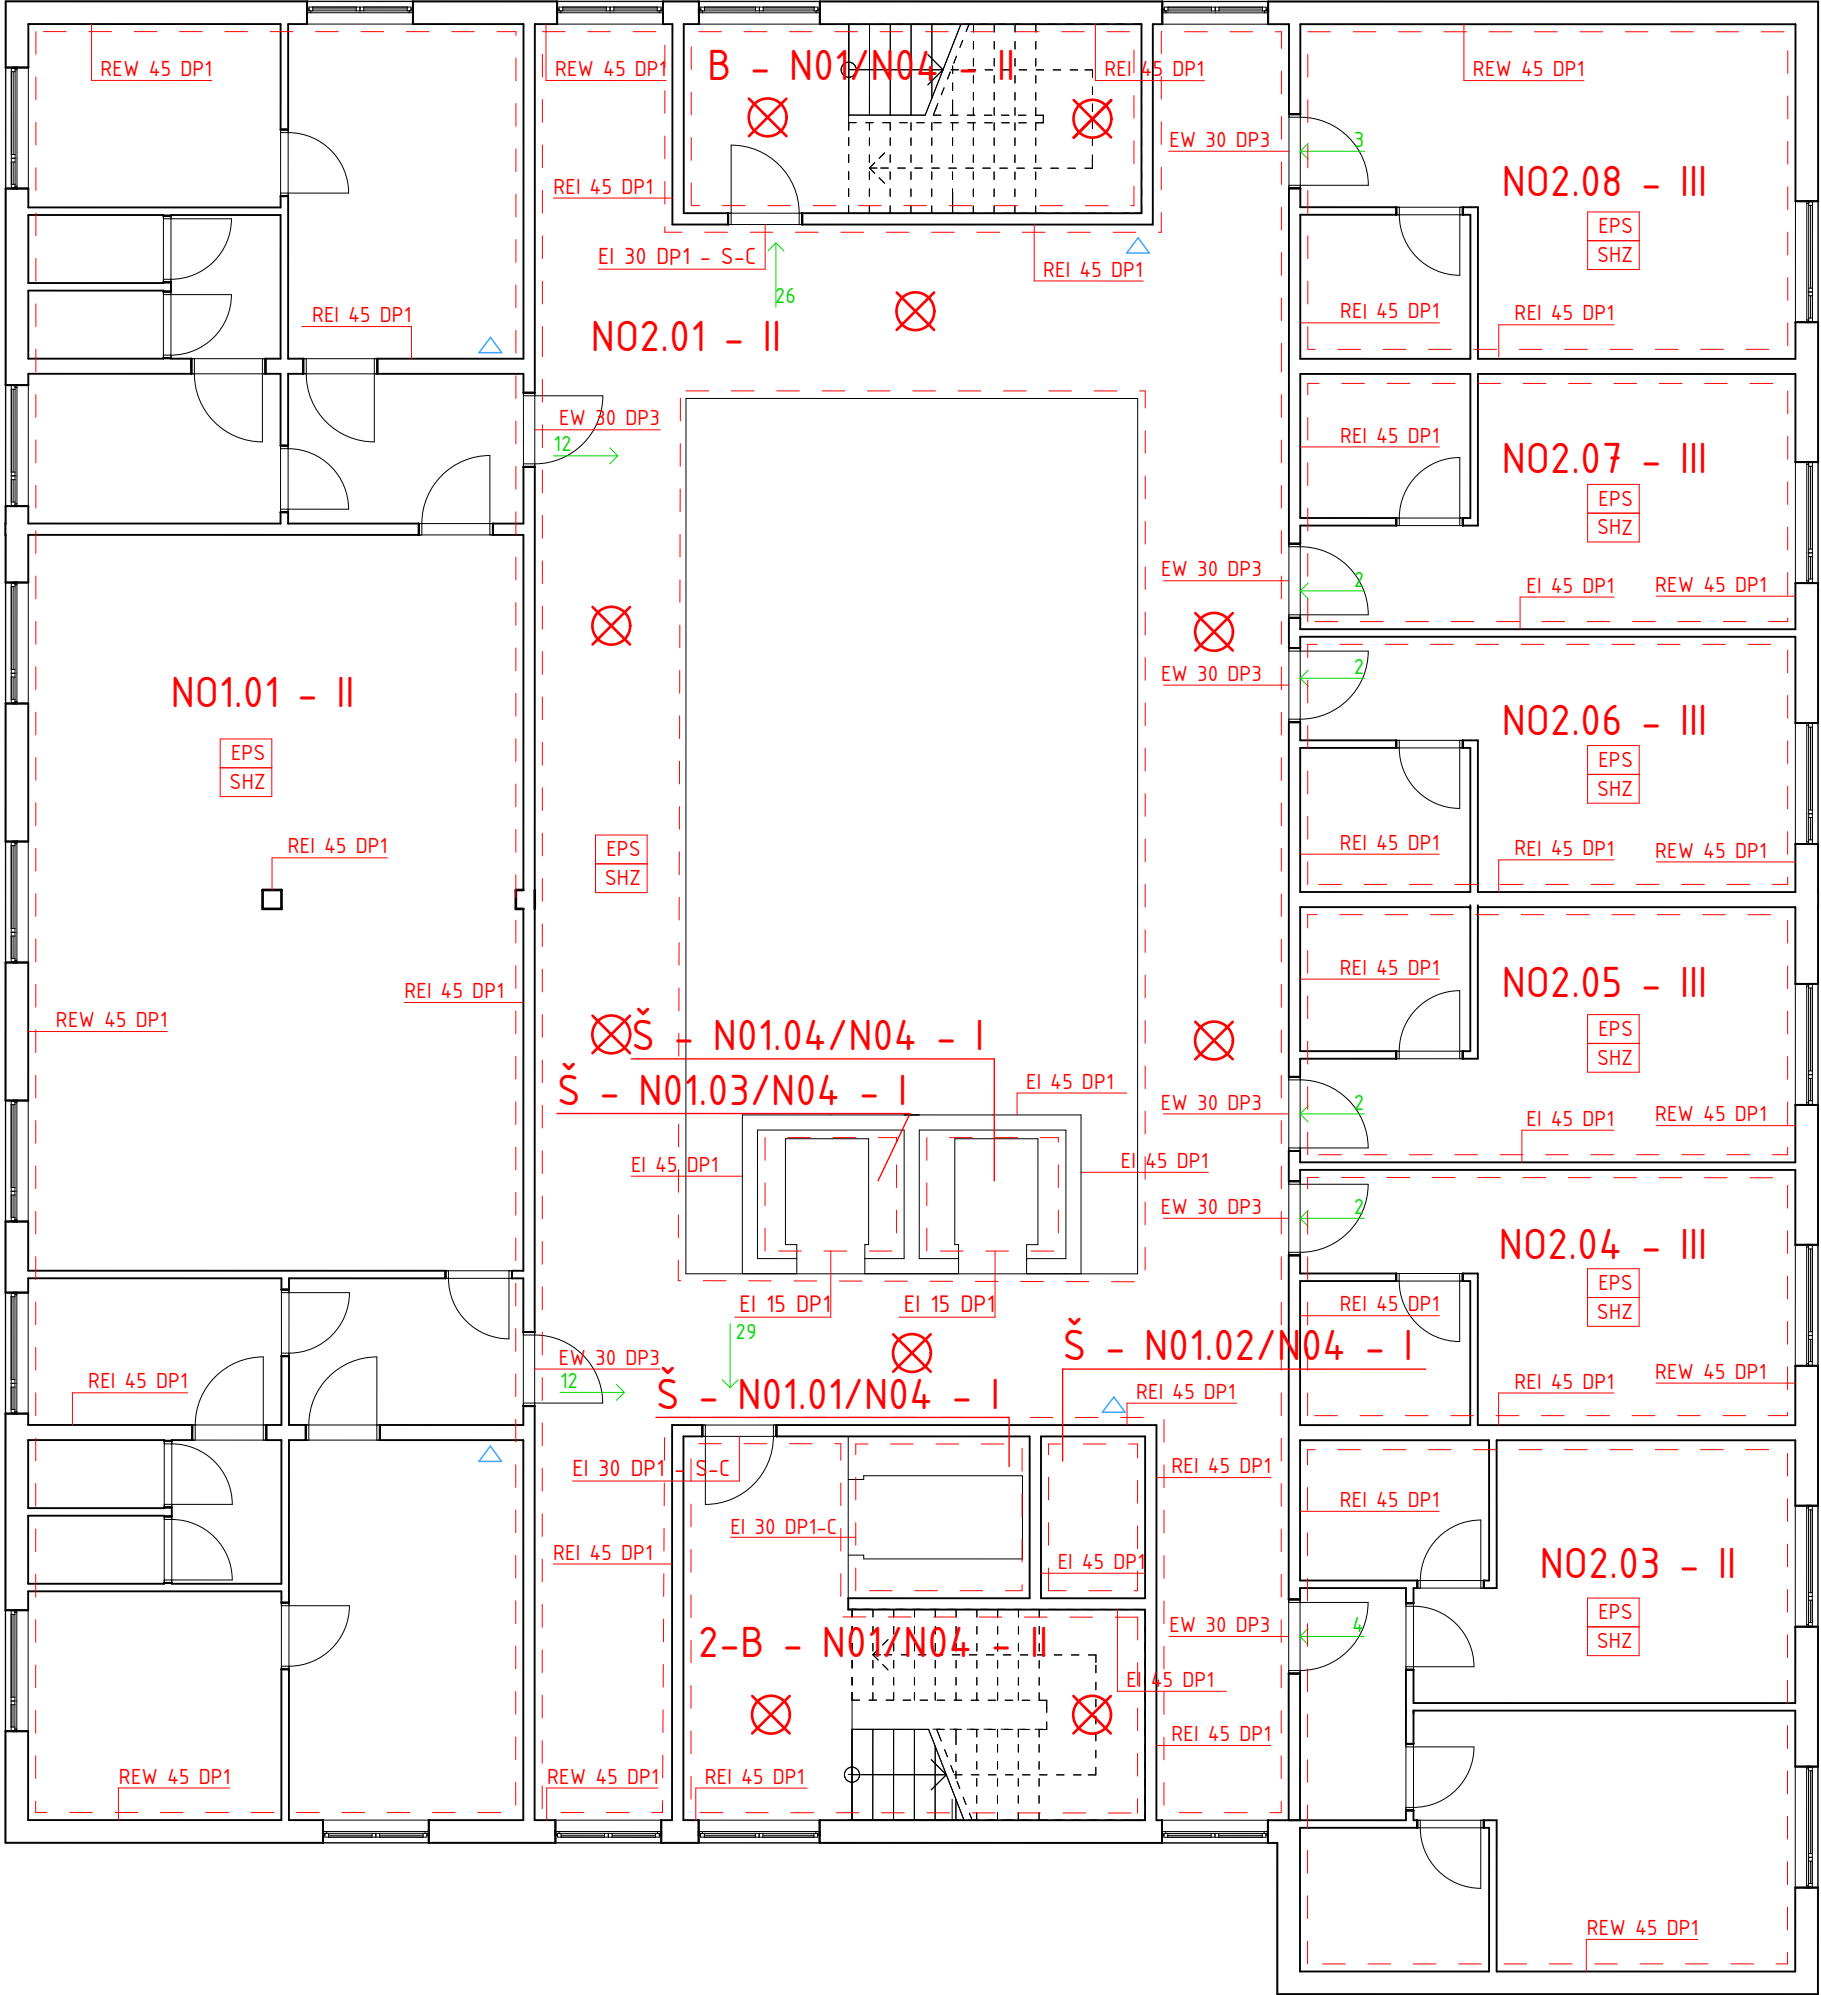 REW 45 DP1
REW 45 DP1
B - N01/N04 - II
REI 45 DP1
REW 45 DP1
EW 30 DP3
3
REI 45 DP1
NO2.08 - III
EPS
SHZ
EI 30 DP1 - S-C
REI 45 DP1
26
REI 45 DP1
REI 45 DP1
REI 45 DP1
NO2.01 - II
EW 30 DP3
12
REI 45 DP1
NO2.07 - III
EPS
SHZ
EW 30 DP3
2
EI 45 DP1
REW 45 DP1
EW 30 DP3
2
NO1.01 - II
EPS
SHZ
NO2.06 - III
EPS
SHZ
REI 45 DP1
EPS
SHZ
REI 45 DP1
REI 45 DP1
REW 45 DP1
REI 45 DP1
REW 45 DP1
REI 45 DP1
NO2.05 - III
EPS
SHZ
Š - N01.04/N04 - I
Š - N01.03/N04 - I
EI 45 DP1
EW 30 DP3
2
EI 45 DP1
REW 45 DP1
EI 45 DP1
EI 45 DP1
EW 30 DP3
2
NO2.04 - III
EPS
SHZ
EI 15 DP1
EI 15 DP1
REI 45 DP1
29
Š - N01.02/N04 - I
EW 30 DP3
12
REI 45 DP1
Š - N01.01/N04 - I
REI 45 DP1
REI 45 DP1
REW 45 DP1
EI 30 DP1 - S-C
REI 45 DP1
REI 45 DP1
EI 30 DP1-C
REI 45 DP1
EI 45 DP1
NO2.03 - II
EPS
SHZ
2-B - N01/N04 - II
EW 30 DP3
4
EI 45 DP1
REI 45 DP1
REW 45 DP1
REW 45 DP1
REI 45 DP1
REW 45 DP1